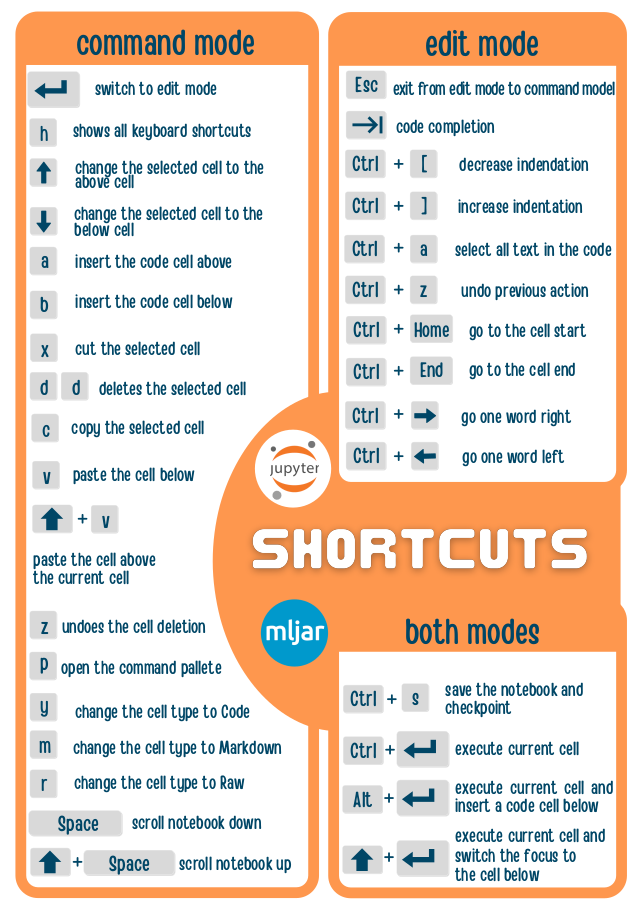 command mode
switch to edit mode
h shows all keyboard shortcuts
change the selected cell to the
above cell
change the selected cell to the
below cell
a insert the code cell above
b insert the code cell below
x cut the selected cell
d d deletes the selected cell
c copy the selected cell
v paste the cell below
+ v
paste the cell above
the current cell
z undoes the cell deletion
p open the command pallete
y change the cell type to Code
m change the cell type to Markdown
r change the cell type to Raw
Space scroll notebook down
+ Space scroll notebook up
edit mode
Esc exit from edit mode to command model
code completion
Ctrl + [ decrease indendation
Ctrl + ] increase indentation
Ctrl + a select all text in the code
Ctrl + z undo previous action
Ctrl + Home go to the cell start
Ctrl + End go to the cell end
Ctrl + go one word right
Ctrl + go one word left
jupyter
SHORTCUTS
mljar
both modes
Ctrl + s save the notebook and
checkpoint
Ctrl + execute current cell
Alt + execute current cell and
insert a code cell below
+ execute current cell and
switch the focus to
the cell below